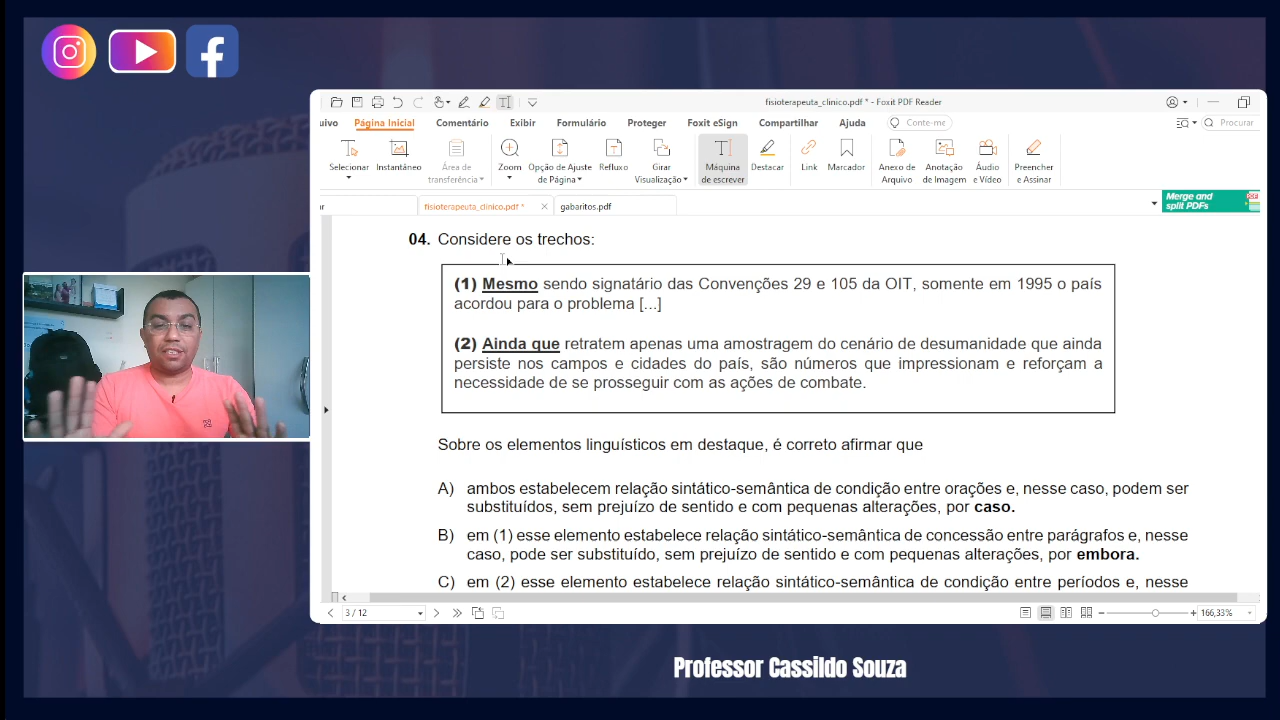 fisioterapeuta_clinico.pdf * - Foxit PDF Reader
uivo Página Inicial Comentário Exibir Formulário Proteger Foxit eSign Compartilhar Ajuda Conte-me Procurar
Selecionar Instantâneo Área de transferência Zoom Opção de Ajuste de Página Refluxo Girar Visualização Máquina de escrever Destacar Link Marcador Anexo de Arquivo Anotação de Imagem Áudio e Vídeo Preencher e Assinar
fisioterapeuta_clinico.pdf * gabaritos.pdf
Merge and
split PDFs
04. Considere os trechos:
(1) Mesmo sendo signatário das Convenções 29 e 105 da OIT, somente em 1995 o país
acordou para o problema [...]
(2) Ainda que retratem apenas uma amostragem do cenário de desumanidade que ainda
persiste nos campos e cidades do país, são números que impressionam e reforçam a
necessidade de se prosseguir com as ações de combate.
Sobre os elementos linguísticos em destaque, é correto afirmar que
A) ambos estabelecem relação sintático-semântica de condição entre orações e, nesse caso, podem ser
substituídos, sem prejuízo de sentido e com pequenas alterações, por caso.
B) em (1) esse elemento estabelece relação sintático-semântica de concessão entre parágrafos e, nesse
caso, pode ser substituído, sem prejuízo de sentido e com pequenas alterações, por embora.
C) em (2) esse elemento estabelece relação sintático-semântica de condição entre períodos e, nesse
3 / 12
166,33%
Professor Cassildo Souza